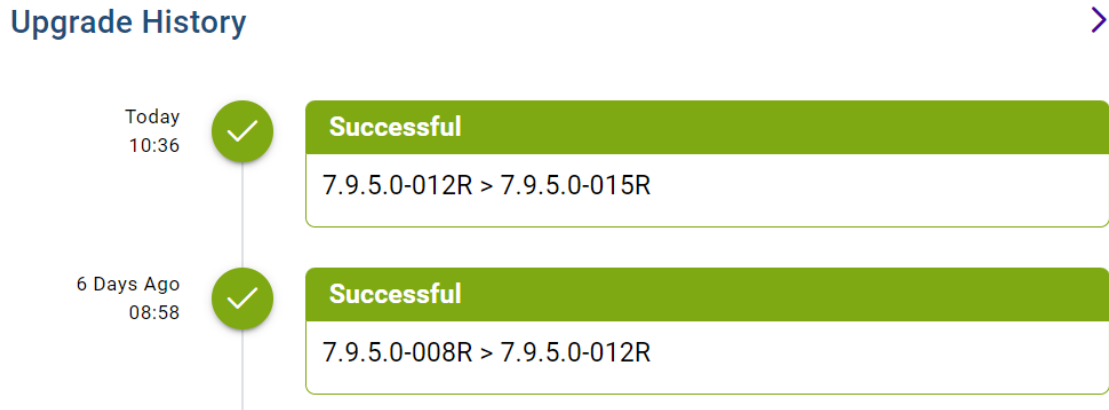 Upgrade History
Today
10:36
Successful
7.9.5.0-012R > 7.9.5.0-015R
6 Days Ago
08:58
Successful
7.9.5.0-008R > 7.9.5.0-012R